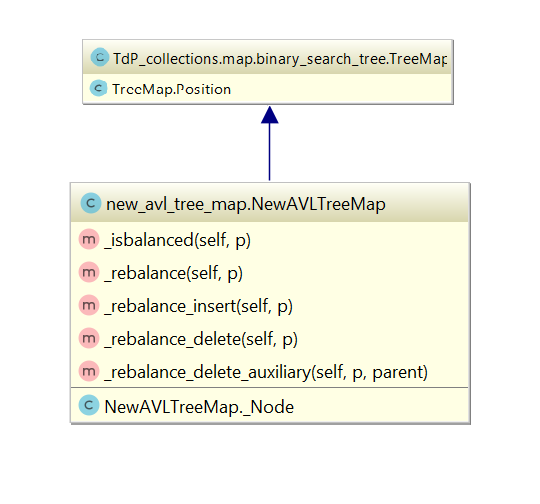 C TdP_collections.map.binary_search_tree.TreeMap
C TreeMap.Position
C new_avl_tree_map.NewAVLTreeMap
m _isbalanced(self, p)
m _rebalance(self, p)
m _rebalance_insert(self, p)
m _rebalance_delete(self, p)
m _rebalance_delete_auxiliary(self, p, parent)
C NewAVLTreeMap._Node